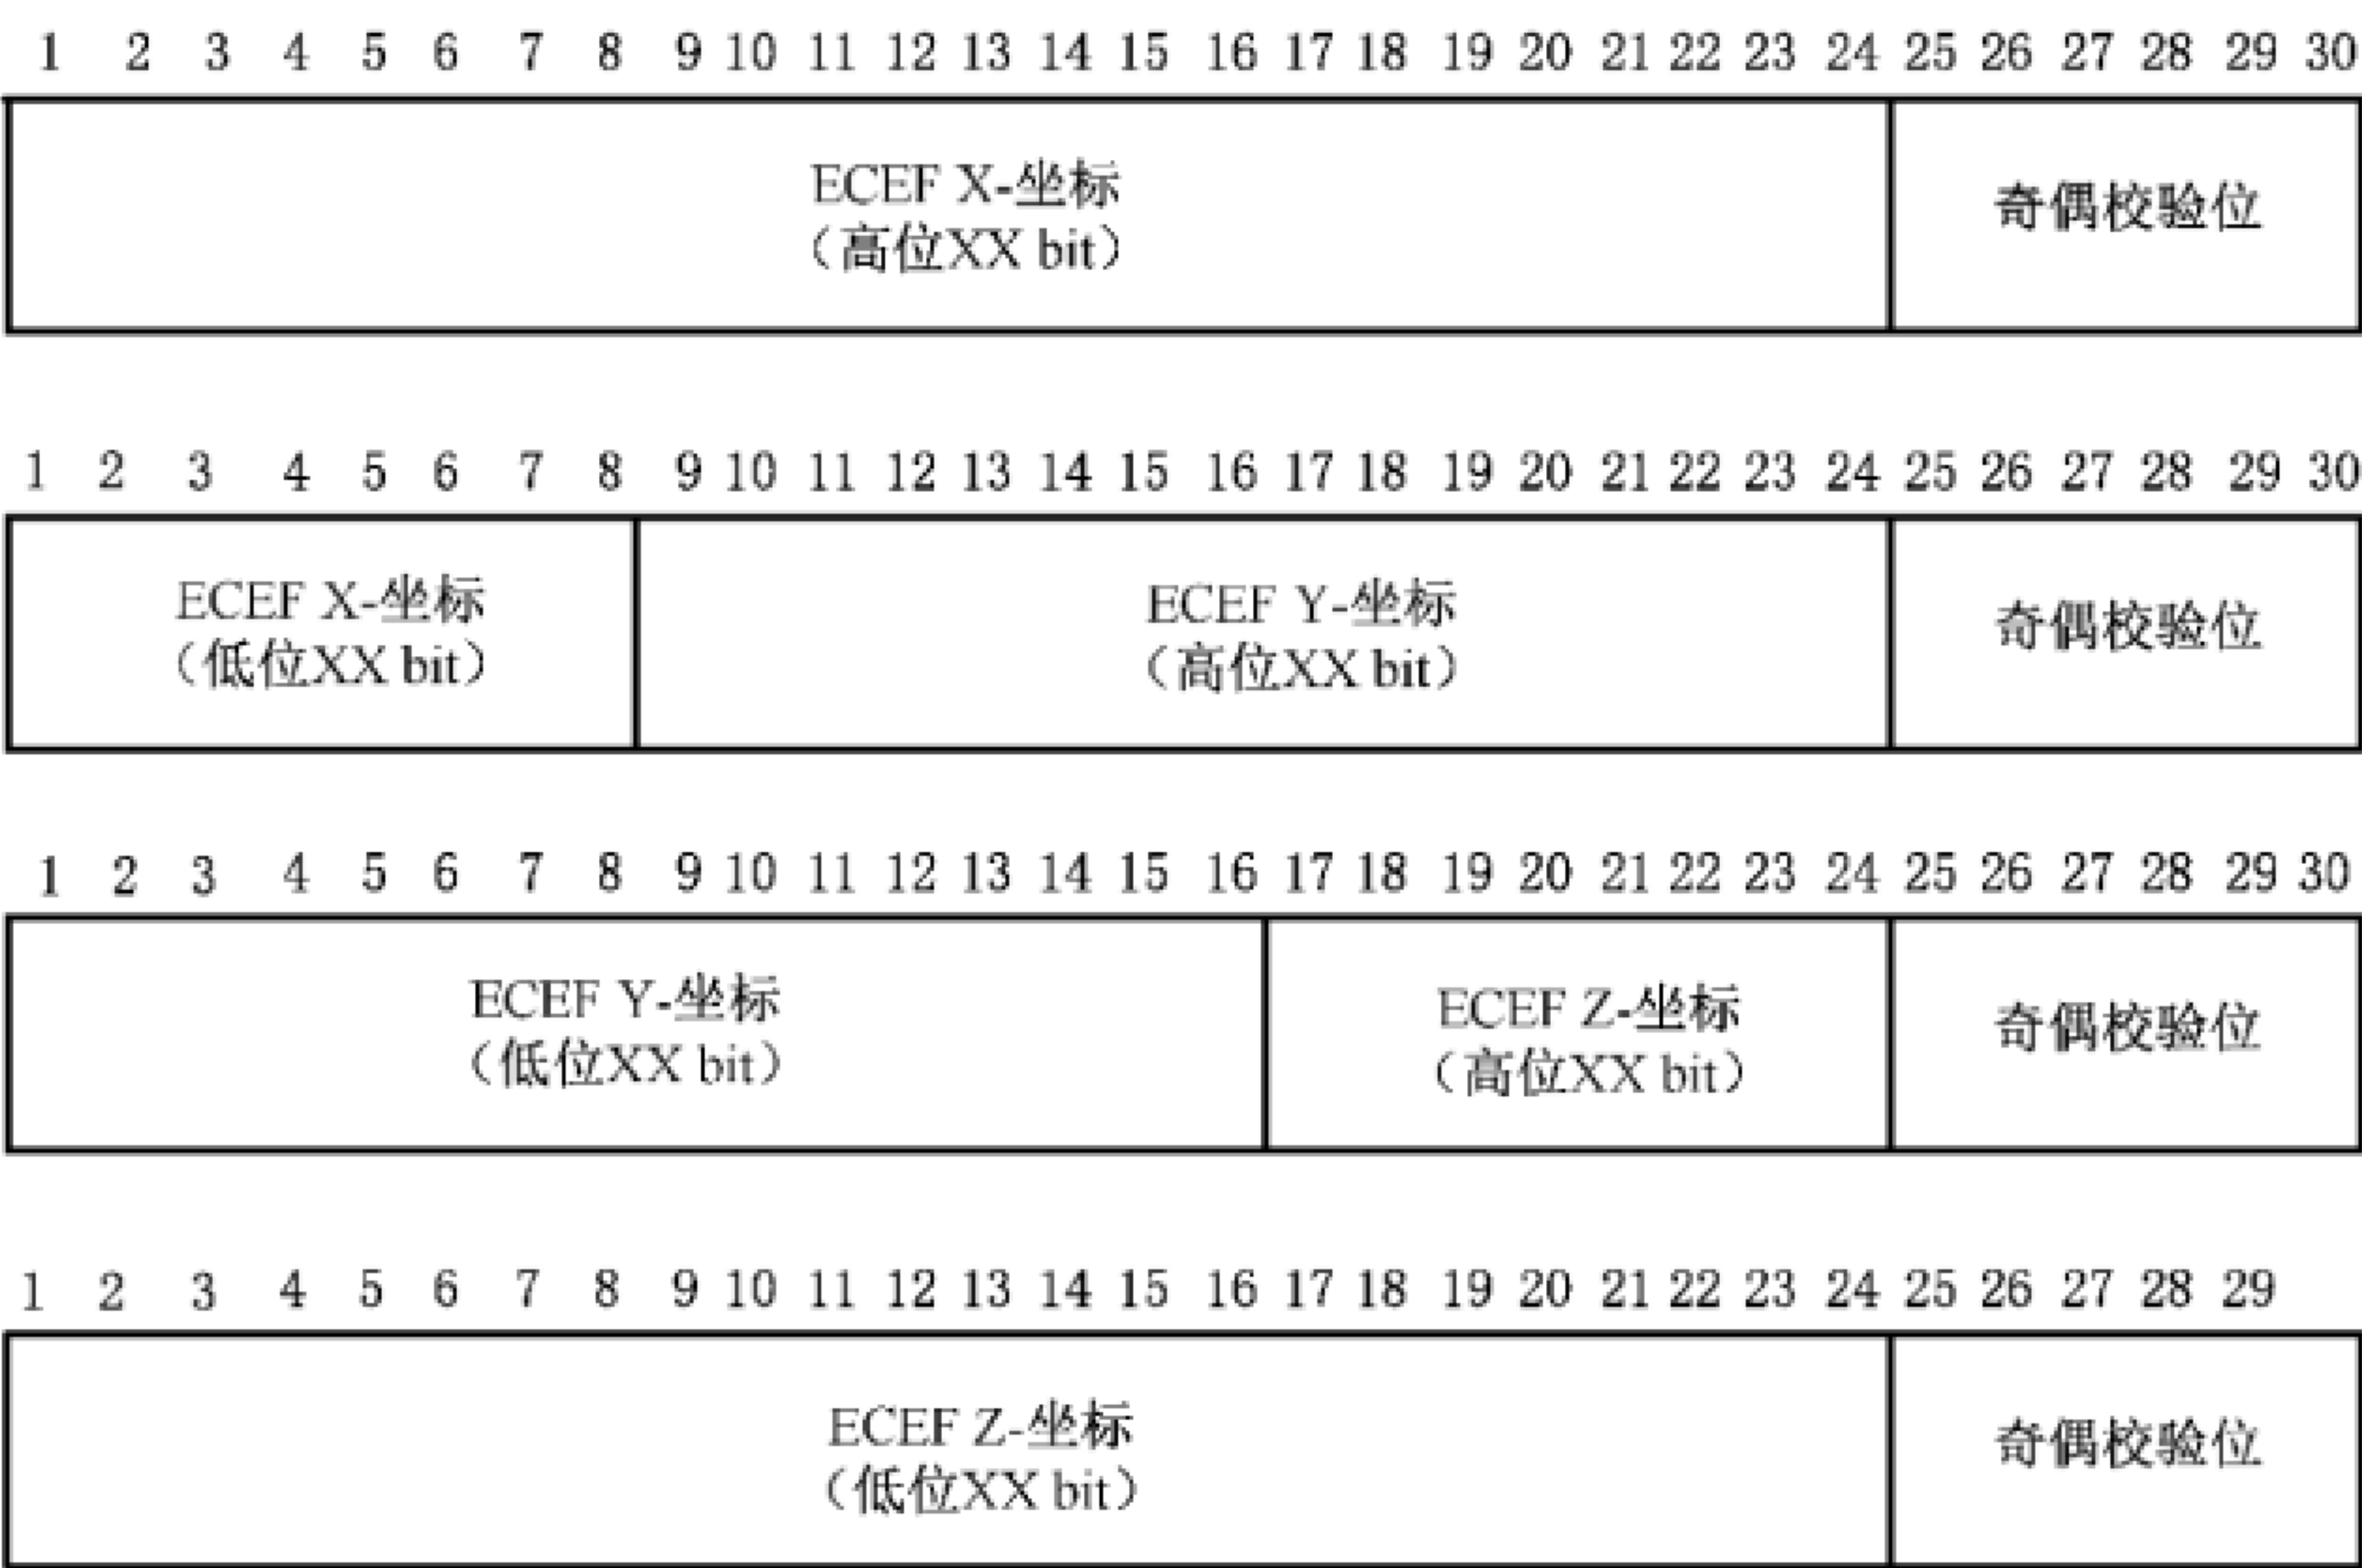 1 2 3 4 5 6 7 8 9 10 11 12 13 14 15 16 17 18 19 20 21 22 23 24 25 26 27 28 29 30
ECEF X-坐标
（高位XX bit）
奇偶校验位
1 2 3 4 5 6 7 8 9 10 11 12 13 14 15 16 17 18 19 20 21 22 23 24 25 26 27 28 29 30
ECEF X-坐标
（低位XX bit）
ECEF Y-坐标
（高位XX bit）
奇偶校验位
1 2 3 4 5 6 7 8 9 10 11 12 13 14 15 16 17 18 19 20 21 22 23 24 25 26 27 28 29 30
ECEF Y-坐标
（低位XX bit）
ECEF Z-坐标
（高位XX bit）
奇偶校验位
1 2 3 4 5 6 7 8 9 10 11 12 13 14 15 16 17 18 19 20 21 22 23 24 25 26 27 28 29
ECEF Z-坐标
（低位XX bit）
奇偶校验位